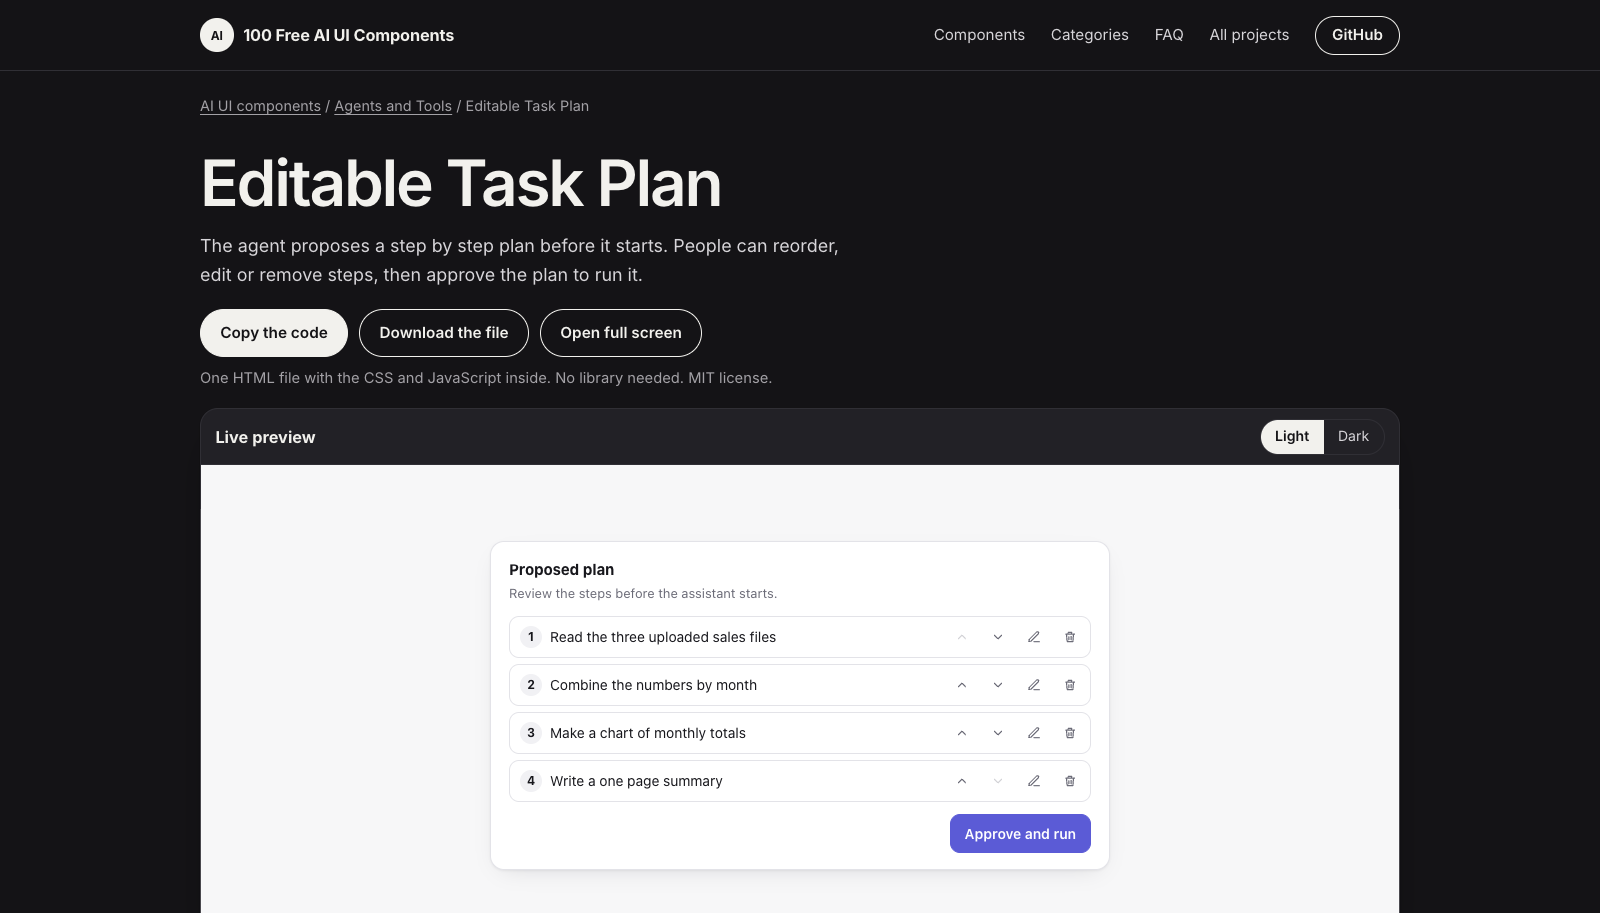 AI
100 Free AI UI Components
Components
Categories
FAQ
All projects
GitHub
AI UI components / Agents and Tools / Editable Task Plan
Editable Task Plan
The agent proposes a step by step plan before it starts. People can reorder,
edit or remove steps, then approve the plan to run it.
Copy the code
Download the file
Open full screen
One HTML file with the CSS and JavaScript inside. No library needed. MIT license.
Live preview
Light
Dark
Proposed plan
Review the steps before the assistant starts.
1 Read the three uploaded sales files
2 Combine the numbers by month
3 Make a chart of monthly totals
4 Write a one page summary
Approve and run